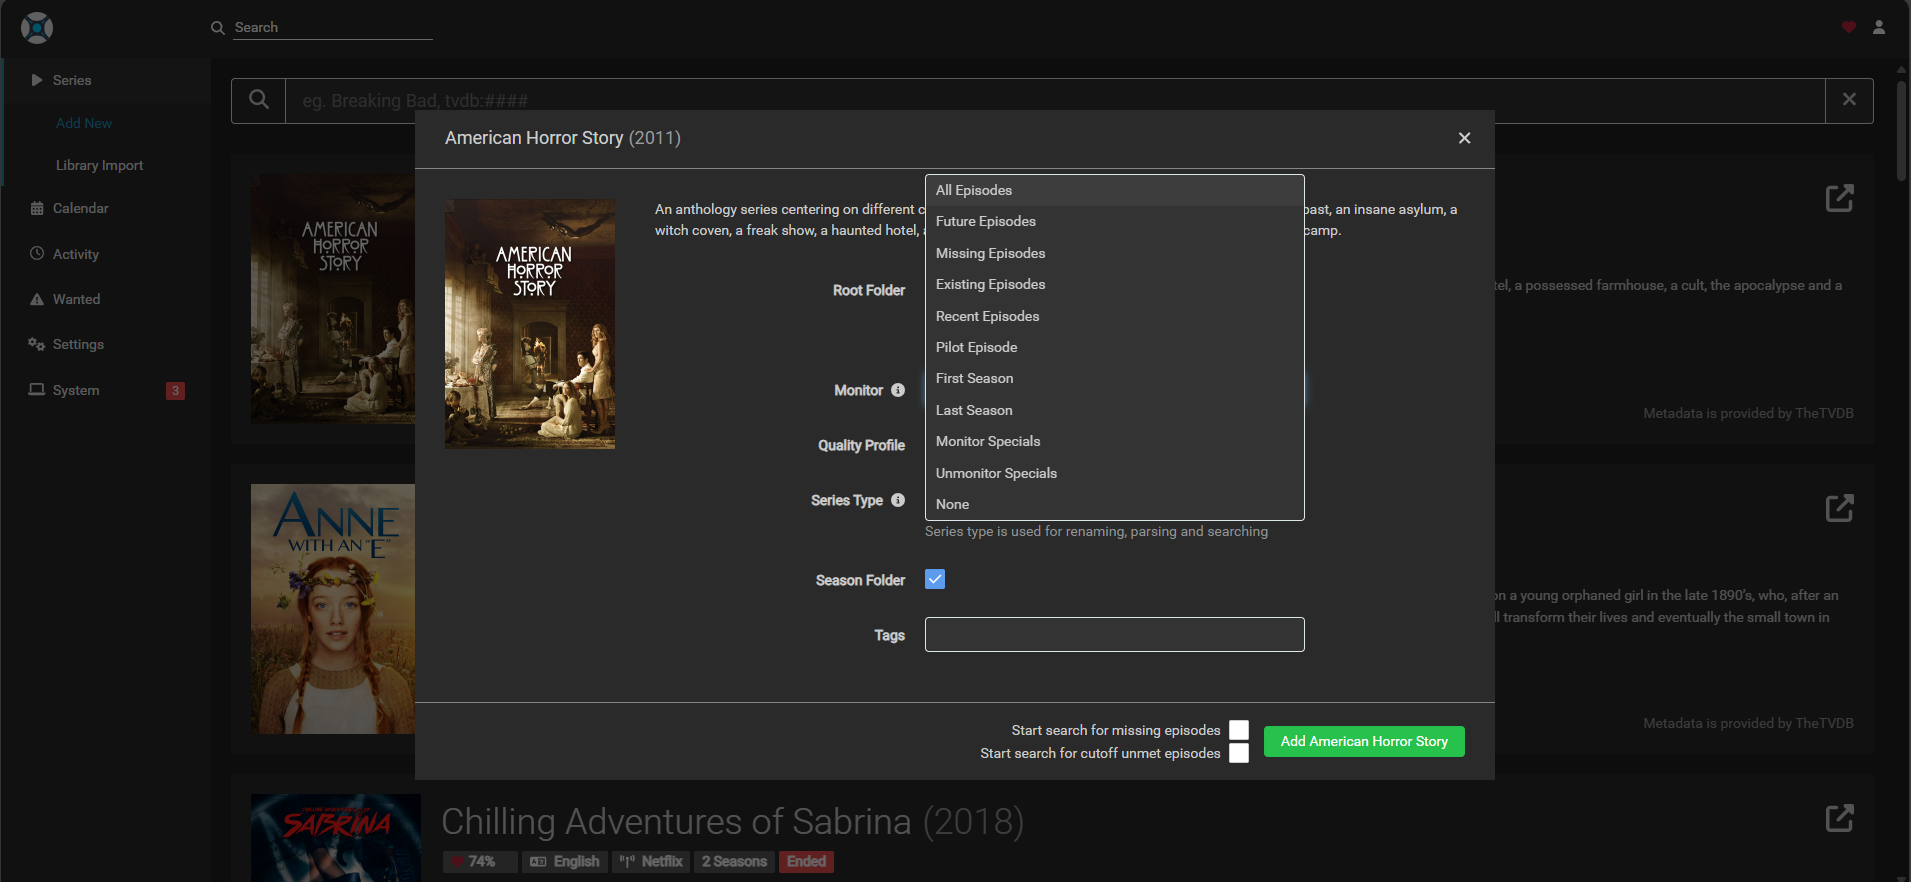 Search
Series
Add New
Library Import
Calendar
Activity
Wanted
Settings
System
3
eg. Breaking Bad, tvdb:####
American Horror Story (2011)
AMERICAN
HORROR
STORY
AMERICAN
HORROR
STORY
An anthology series centering on different c
past, an insane asylum, a
witch coven, a freak show, a haunted hotel,
camp.
Root Folder
Monitor
Quality Profile
Series Type
All Episodes
Future Episodes
Missing Episodes
Existing Episodes
Recent Episodes
Pilot Episode
First Season
Last Season
Monitor Specials
Unmonitor Specials
None
Series type is used for renaming, parsing and searching
Season Folder
Tags
Start search for missing episodes
Start search for cutoff unmet episodes
Add American Horror Story
tel, a possessed farmhouse, a cult, the apocalypse and a
Metadata is provided by TheTVDB
ANNE
WITH AN "E"
on a young orphaned girl in the late 1890's, who, after an
ll transform their lives and eventually the small town in
Metadata is provided by TheTVDB
SABRINA
Chilling Adventures of Sabrina (2018)
74%
English
Netflix
2 Seasons
Ended